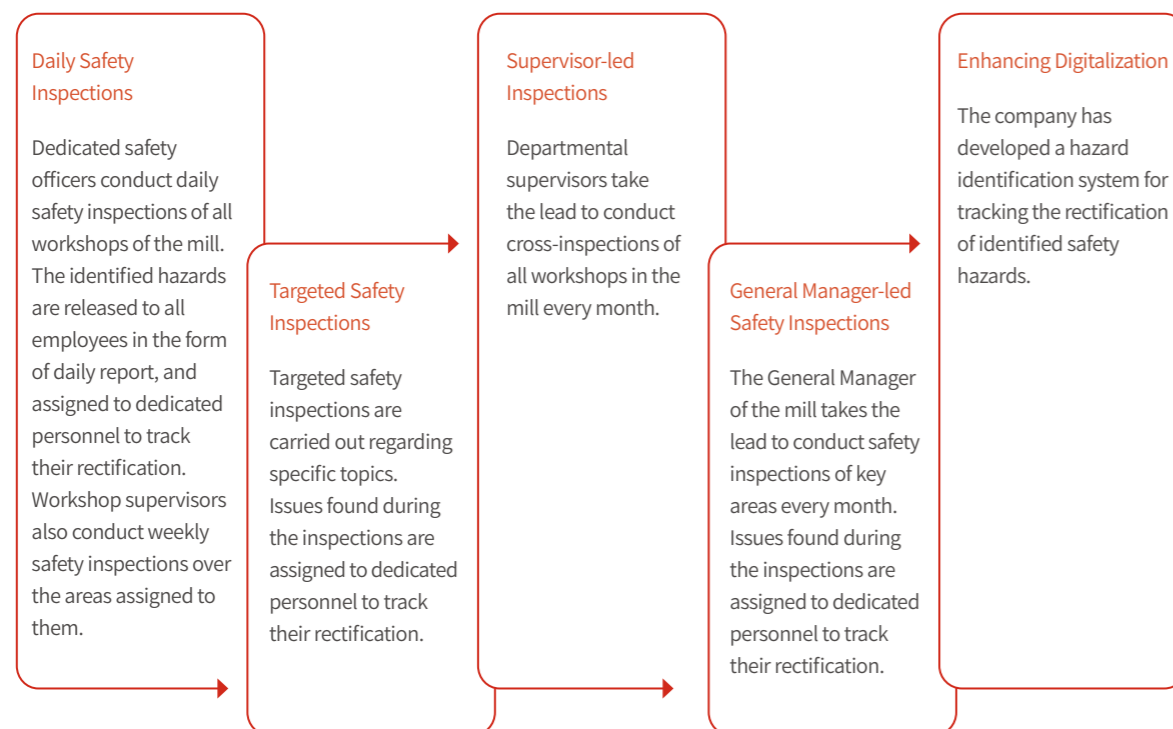 Daily Safety
Inspections
Dedicated safety
officers conduct daily
safety inspections of all
workshops of the mill.
The identified hazards
are released to all
employees in the form
of daily report, and
assigned to dedicated
personnel to track
their rectification.
Workshop supervisors
also conduct weekly
safety inspections over
the areas assigned to
them.
Targeted Safety
Inspections
Targeted safety
inspections are
carried out regarding
specific topics.
Issues found during
the inspections are
assigned to dedicated
personnel to track
their rectification.
Supervisor-led
Inspections
Departmental
supervisors take
the lead to conduct
cross-inspections of
all workshops in the
mill every month.
General Manager-led
Safety Inspections
The General Manager
of the mill takes the
lead to conduct safety
inspections of key
areas every month.
Issues found during
the inspections are
assigned to dedicated
personnel to track
their rectification.
Enhancing Digitalization
The company has
developed a hazard
identification system for
tracking the rectification
of identified safety
hazards.